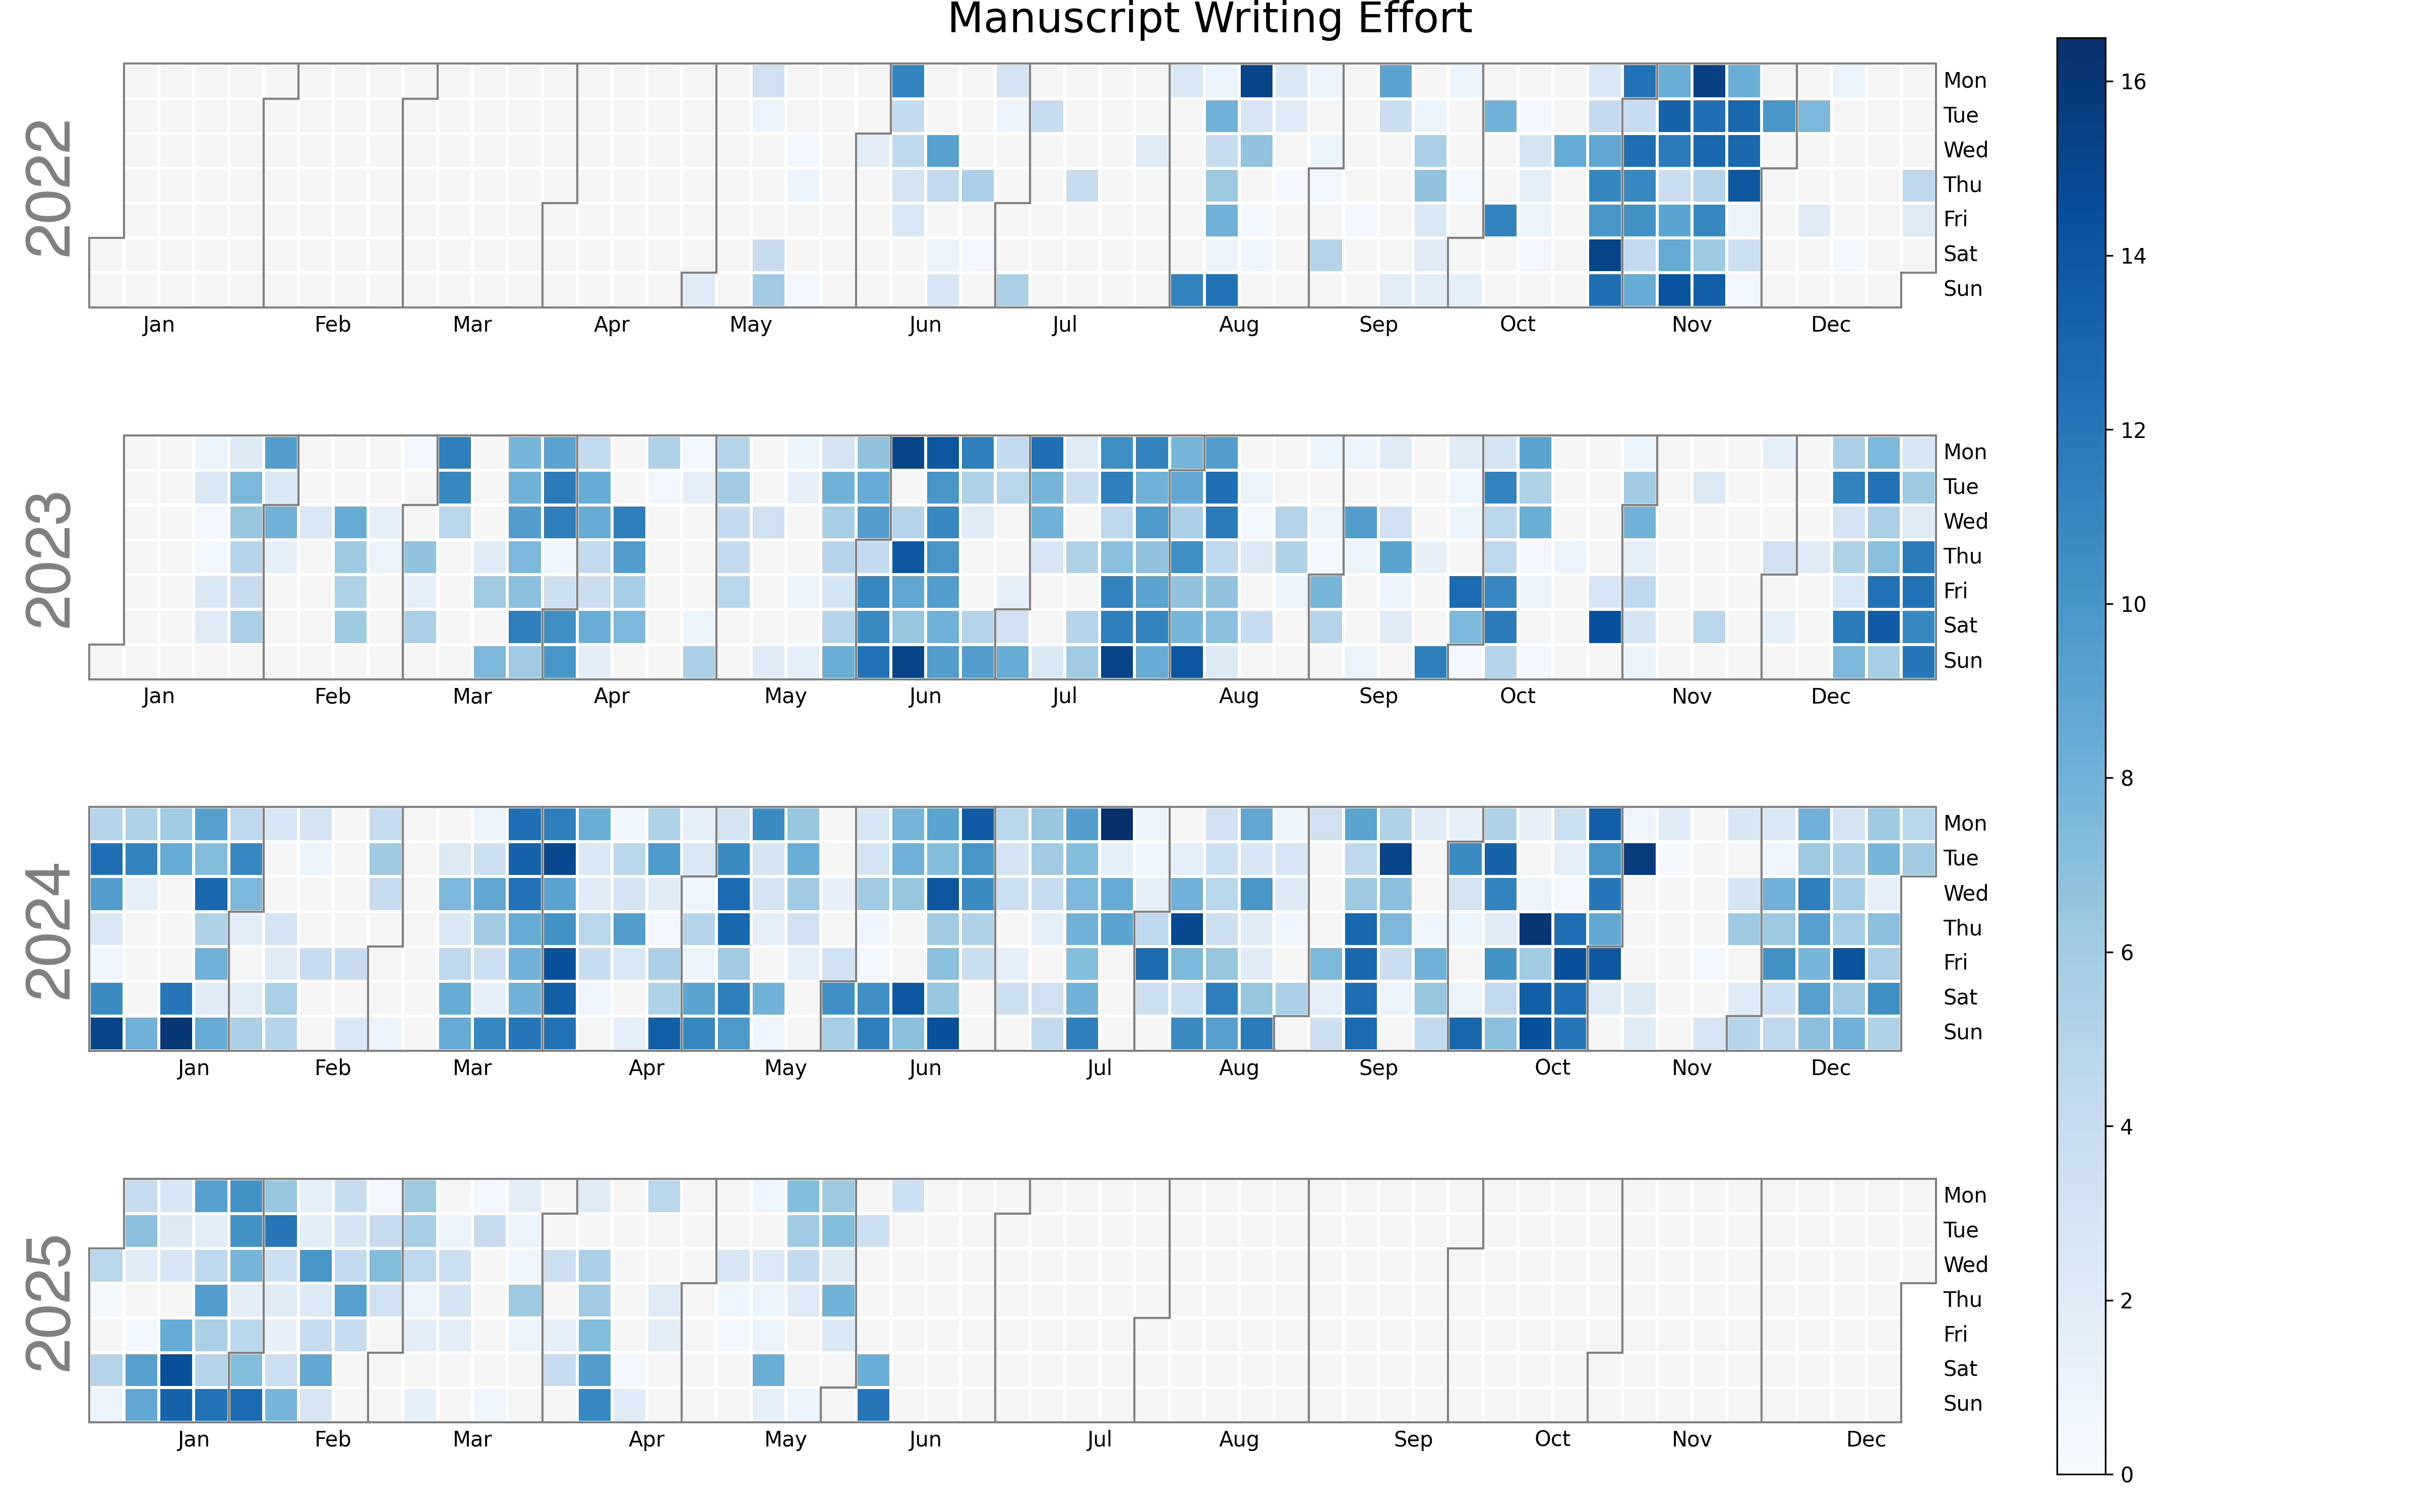 Manuscript Writing Effort
2022
Mon
Tue
Wed
Thu
Fri
Sat
Sun
Jan Feb Mar Apr May Jun Jul Aug Sep Oct Nov Dec
2023
Mon
Tue
Wed
Thu
Fri
Sat
Sun
Jan Feb Mar Apr May Jun Jul Aug Sep Oct Nov Dec
2024
Mon
Tue
Wed
Thu
Fri
Sat
Sun
Jan Feb Mar Apr May Jun Jul Aug Sep Oct Nov Dec
2025
Mon
Tue
Wed
Thu
Fri
Sat
Sun
Jan Feb Mar Apr May Jun Jul Aug Sep Oct Nov Dec
16
14
12
10
8
6
4
2
0